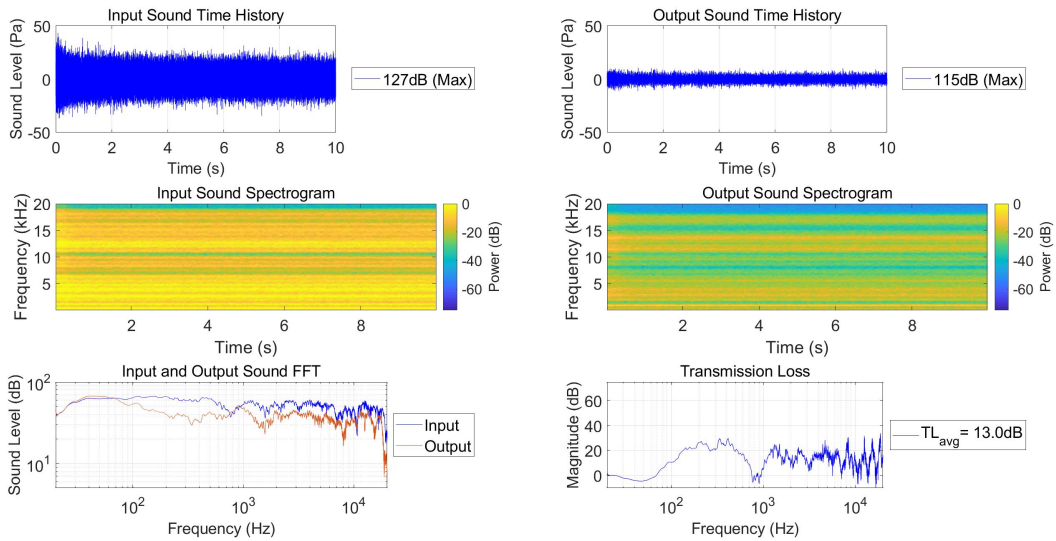 Input Sound Time History
50
0
-50
Sound Level (Pa)
0 2 4 6 8 10
Time (s)
127dB (Max)
Output Sound Time History
50
0
-50
Sound Level (Pa)
0 2 4 6 8 10
Time (s)
115dB (Max)
Input Sound Spectrogram
20
15
10
5
Frequency (kHz)
2 4 6 8
Time (s)
0
-20
-40
-60
Power (dB)
Output Sound Spectrogram
20
15
10
5
Frequency (kHz)
2 4 6 8
Time (s)
0
-20
-40
-60
Power (dB)
Input and Output Sound FFT
10^2
10^1
Sound Level (dB)
10^2 10^3 10^4
Frequency (Hz)
Input
Output
Transmission Loss
60
40
20
0
Magnitude (dB)
10^2 10^3 10^4
Frequency (Hz)
TL_avg = 13.0dB